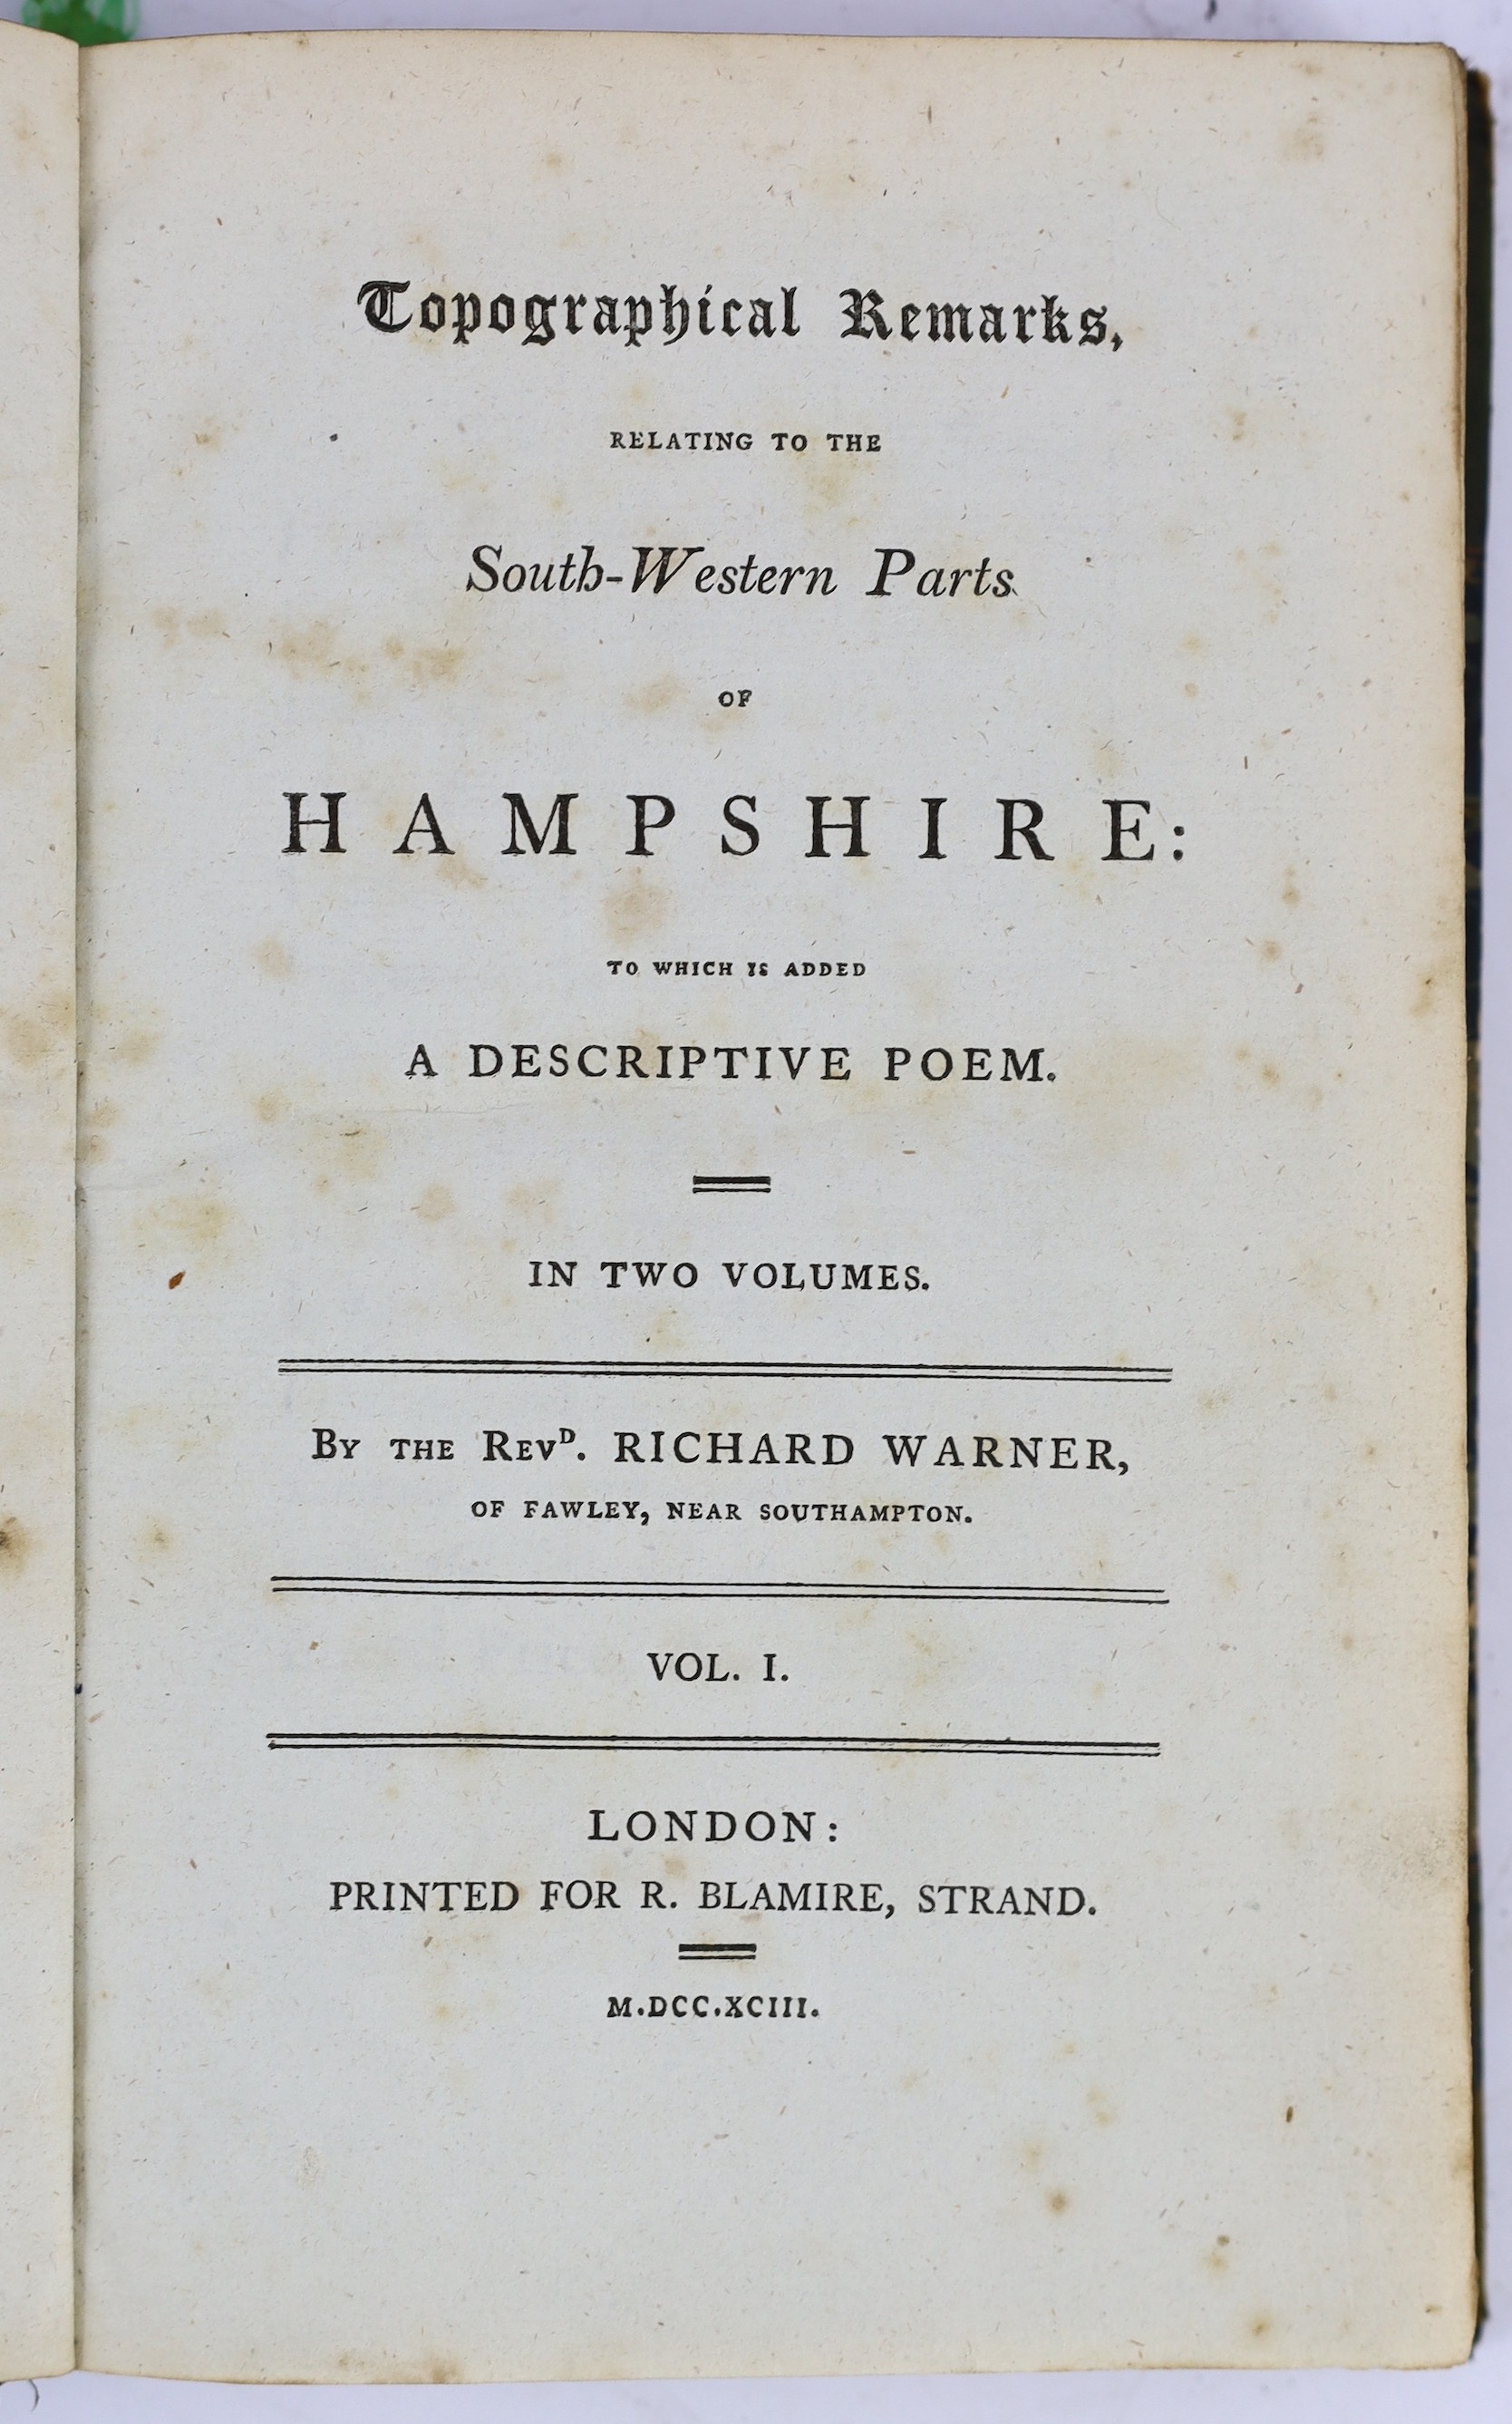 Topographical Remarks,
RELATING TO THE
South-Western Parts
OF
HAMPSHIRE:
TO WHICH IS ADDED
A DESCRIPTIVE POEM.
IN TWO VOLUMES.
BY THE REVD. RICHARD WARNER,
OF FAWLEY, NEAR SOUTHAMPTON.
VOL. I.
LONDON:
PRINTED FOR R. BLAMIRE, STRAND.
M.DCC.XCIII.